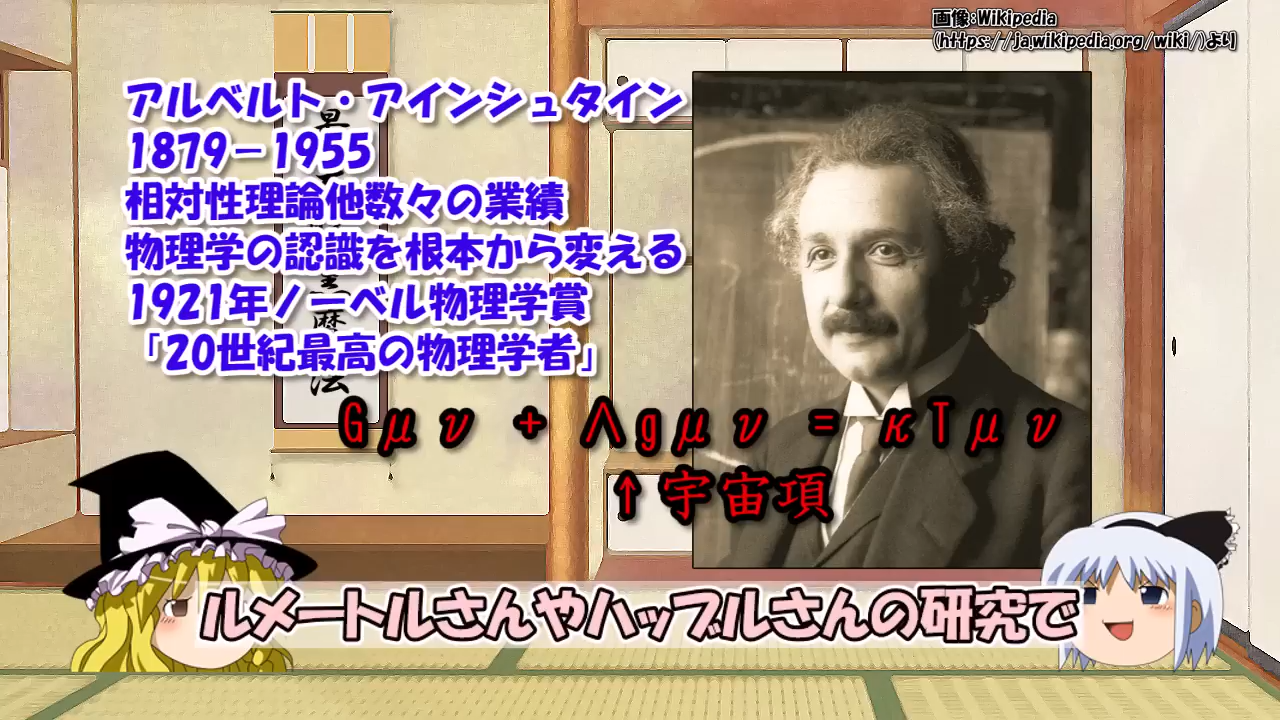 画像:Wikipedia
(https://ja.wikipedia.org/wiki/)より
アルベルト・アインシュタイン
1879－1955
相対性理論他数々の業績
物理学の認識を根本から変える
1921年ノーベル物理学賞
「20世紀最高の物理学者」
Gμν + Λgμν = κTμν
↑宇宙項
ルメートルさんやハッブルさんの研究で